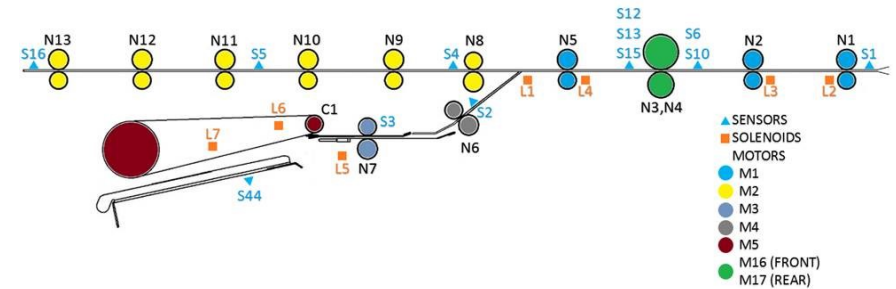 S12
S13
S15
S6
S10
N13
N12
N11
N10
N9
N8
N5
N2
N1
S16
S5
S4
S1
L1
L4
L3
L2
N3,N4
S2
L6
C1
S3
L7
N6
L5
N7
S44
SENSORS
SOLENOIDS
MOTORS
M1
M2
M3
M4
M5
M16 (FRONT)
M17 (REAR)